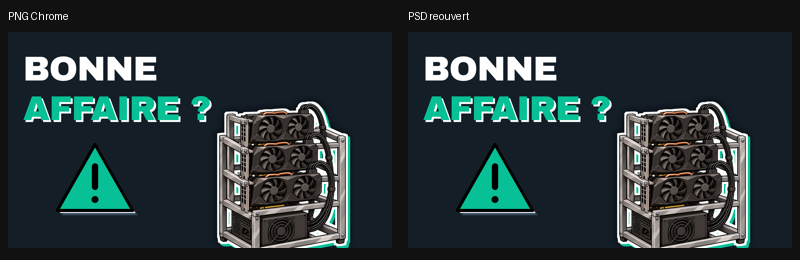 PNG Chrome
PSD reouvert
BONNE
AFFAIRE ?
!
BONNE
AFFAIRE ?
!